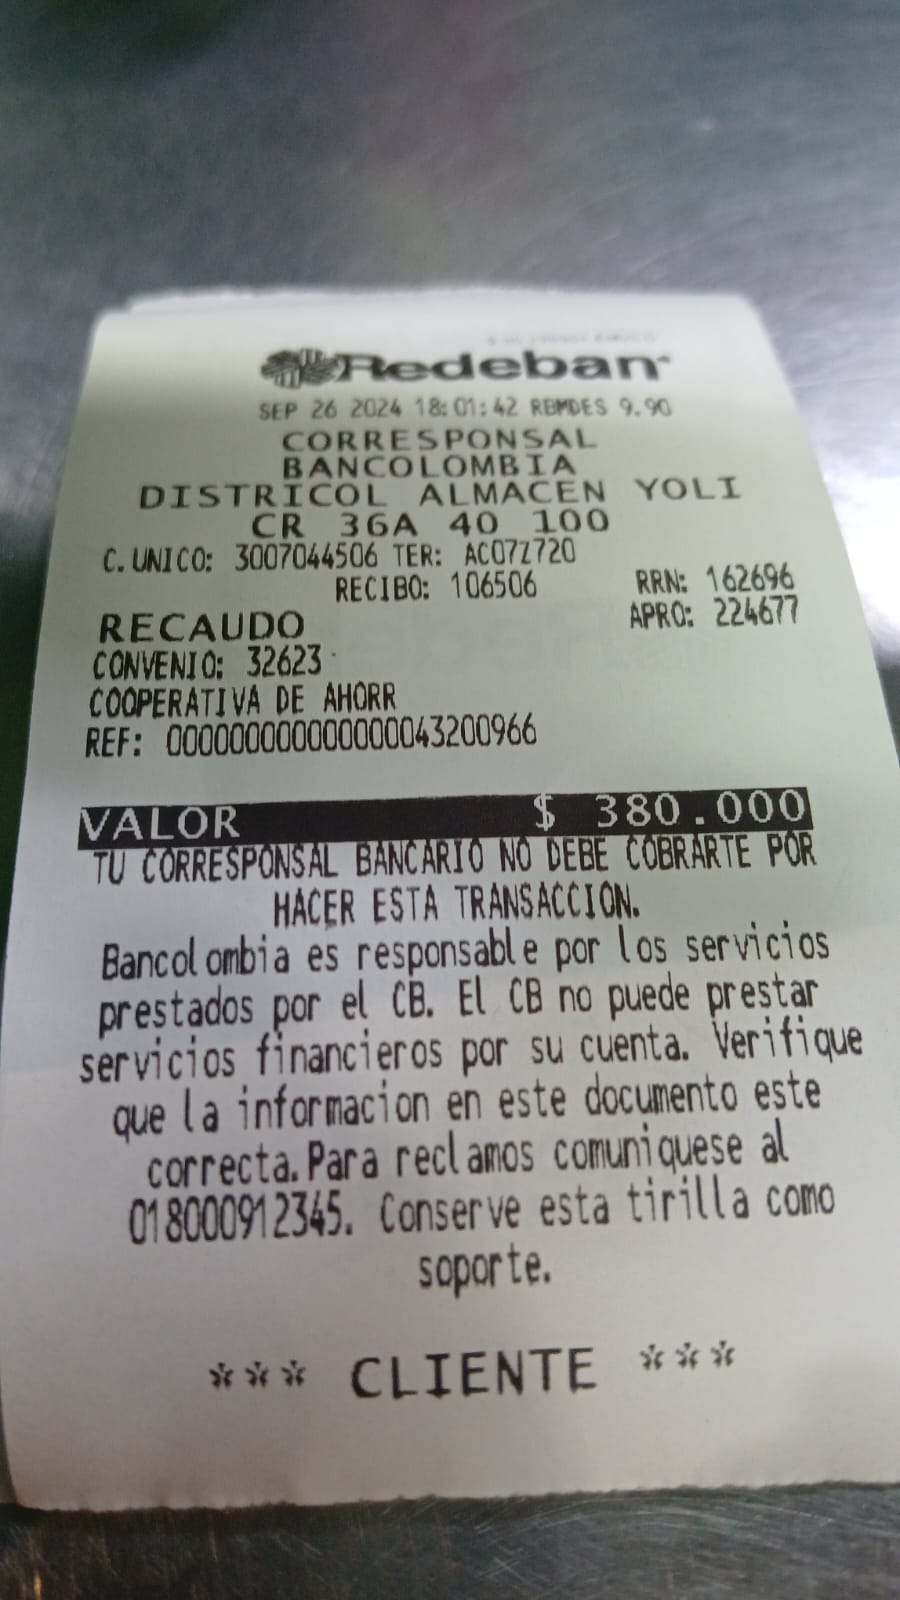 Redeban
SEP 26 2024 18:01:42 RBMDES 9.90
CORRESPONSAL
BANCOLOMBIA
DISTRICOL ALMACEN YOLI
CR 36A 40 100
C. UNICO: 3007044506 TER: AC07Z720
RECIBO: 106506 RRN: 162696
RECAUDO APRO: 224677
CONVENIO: 32623
COOPERATIVA DE AHORR
REF: 000000000000000043200966
VALOR $ 380.000
TU CORRESPONSAL BANCARIO NO DEBE COBRARTE POR
HACER ESTA TRANSACCION.
Bancolombia es responsable por los servicios
prestados por el CB. El CB no puede prestar
servicios financieros por su cuenta. Verifique
que la informacion en este documento este
correcta. Para reclamos comuniquese al
018000912345. Conserve esta tirilla como
soporte.
*** CLIENTE ***